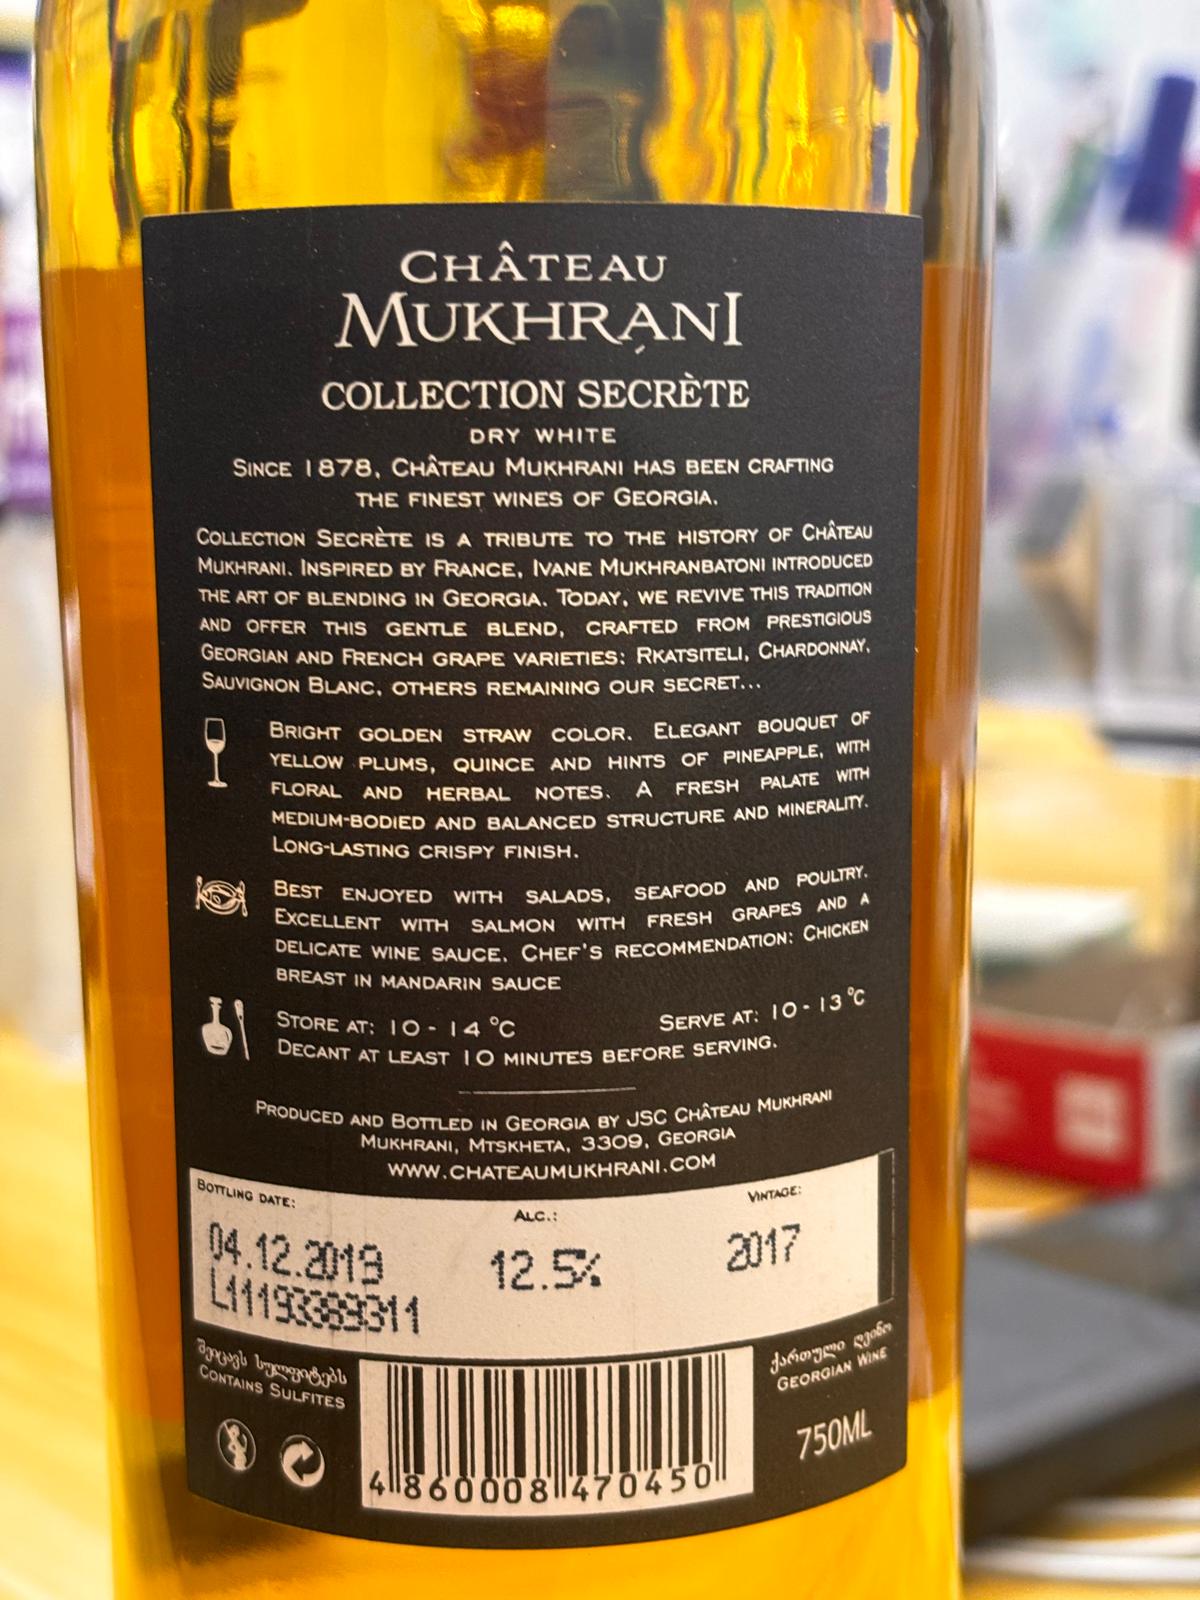 CHÂTEAU
MUKHRANI
COLLECTION SECRÈTE
DRY WHITE
SINCE 1878, CHÂTEAU MUKHRANI HAS BEEN CRAFTING
THE FINEST WINES OF GEORGIA.
COLLECTION SECRÈTE IS A TRIBUTE TO THE HISTORY OF CHÂTEAU
MUKHRANI. INSPIRED BY FRANCE, IVANE MUKHRANBATONI INTRODUCED
THE ART OF BLENDING IN GEORGIA. TODAY, WE REVIVE THIS TRADITION
AND OFFER THIS GENTLE BLEND, CRAFTED FROM PRESTIGIOUS
GEORGIAN AND FRENCH GRAPE VARIETIES: RKATSITELI, CHARDONNAY,
SAUVIGNON BLANC, OTHERS REMAINING OUR SECRET...
BRIGHT GOLDEN STRAW COLOR. ELEGANT BOUQUET OF
YELLOW PLUMS, QUINCE AND HINTS OF PINEAPPLE, WITH
FLORAL AND HERBAL NOTES. A FRESH PALATE WITH
MEDIUM-BODIED AND BALANCED STRUCTURE AND MINERALITY.
LONG-LASTING CRISPY FINISH.
BEST ENJOYED WITH SALADS, SEAFOOD AND POULTRY.
EXCELLENT WITH SALMON WITH FRESH GRAPES AND A
DELICATE WINE SAUCE. CHEF'S RECOMMENDATION: CHICKEN
BREAST IN MANDARIN SAUCE
STORE AT: 10 - 14 °C SERVE AT: 10 - 13 °C
DECANT AT LEAST 10 MINUTES BEFORE SERVING.
PRODUCED AND BOTTLED IN GEORGIA BY JSC CHÂTEAU MUKHRANI
MUKHRANI, MTSKHETA, 3309, GEORGIA
WWW.CHATEAUMUKHRANI.COM
BOTTLING DATE: ALC.: VINTAGE:
04.12.2019 12.5% 2017
შეიცავს სულფიტებს
CONTAINS SULFITES
ქართული ღვინო
GEORGIAN WINE
750ML
4 860008 470450